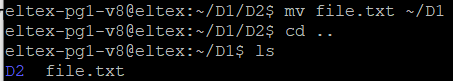 eltex-pg1-v8@eltex:~/D1/D2$ mv file.txt ~/D1
eltex-pg1-v8@eltex:~/D1/D2$ cd ..
eltex-pg1-v8@eltex:~/D1$ ls
D2  file.txt